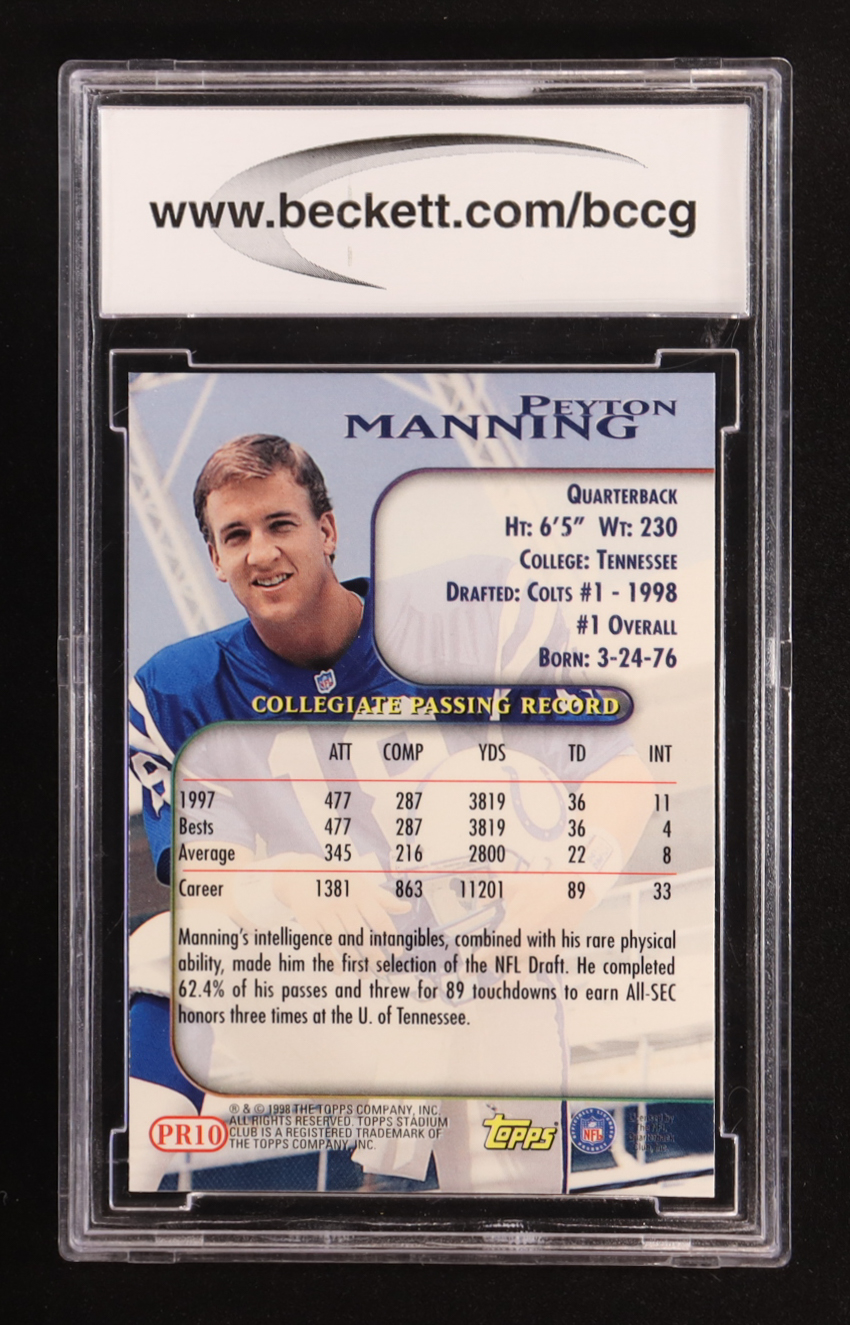 www.beckett.com/bccg
PEYTON
MANNING
QUARTERBACK
HT: 6'5" WT: 230
COLLEGE: TENNESSEE
DRAFTED: COLTS #1 - 1998
#1 OVERALL
BORN: 3-24-76
COLLEGIATE PASSING RECORD
ATT COMP YDS TD INT
1997 477 287 3819 36 11
Bests 477 287 3819 36 4
Average 345 216 2800 22 8
Career 1381 863 11201 89 33
Manning's intelligence and intangibles, combined with his rare physical
ability, made him the first selection of the NFL Draft. He completed
62.4% of his passes and threw for 89 touchdowns to earn All-SEC
honors three times at the U. of Tennessee.
PR10
® & © 1998 THE TOPPS COMPANY, INC.
ALL RIGHTS RESERVED. TOPPS STADIUM
CLUB IS A REGISTERED TRADEMARK OF
THE TOPPS COMPANY, INC.
TOPPS
NFL